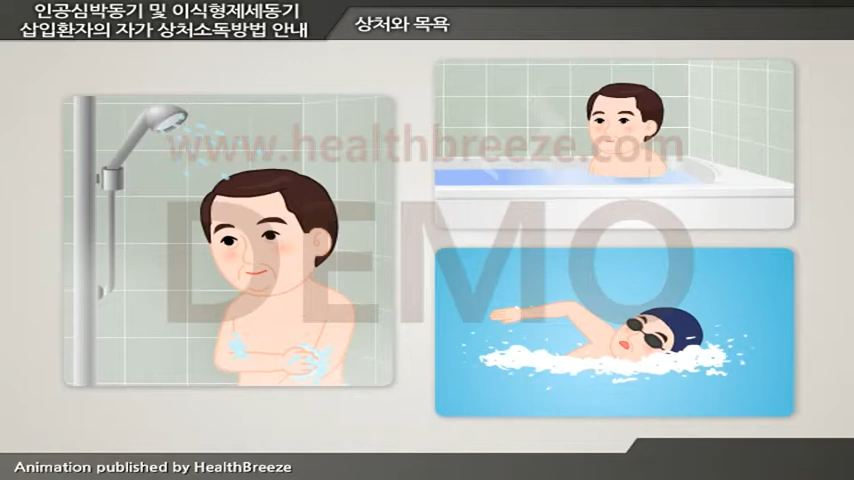 인공심박동기 및 이식형제세동기
삽입환자의 자가 상처소독방법 안내
상처와 목욕
www.healthbreeze.com
DEMO
Animation published by HealthBreeze